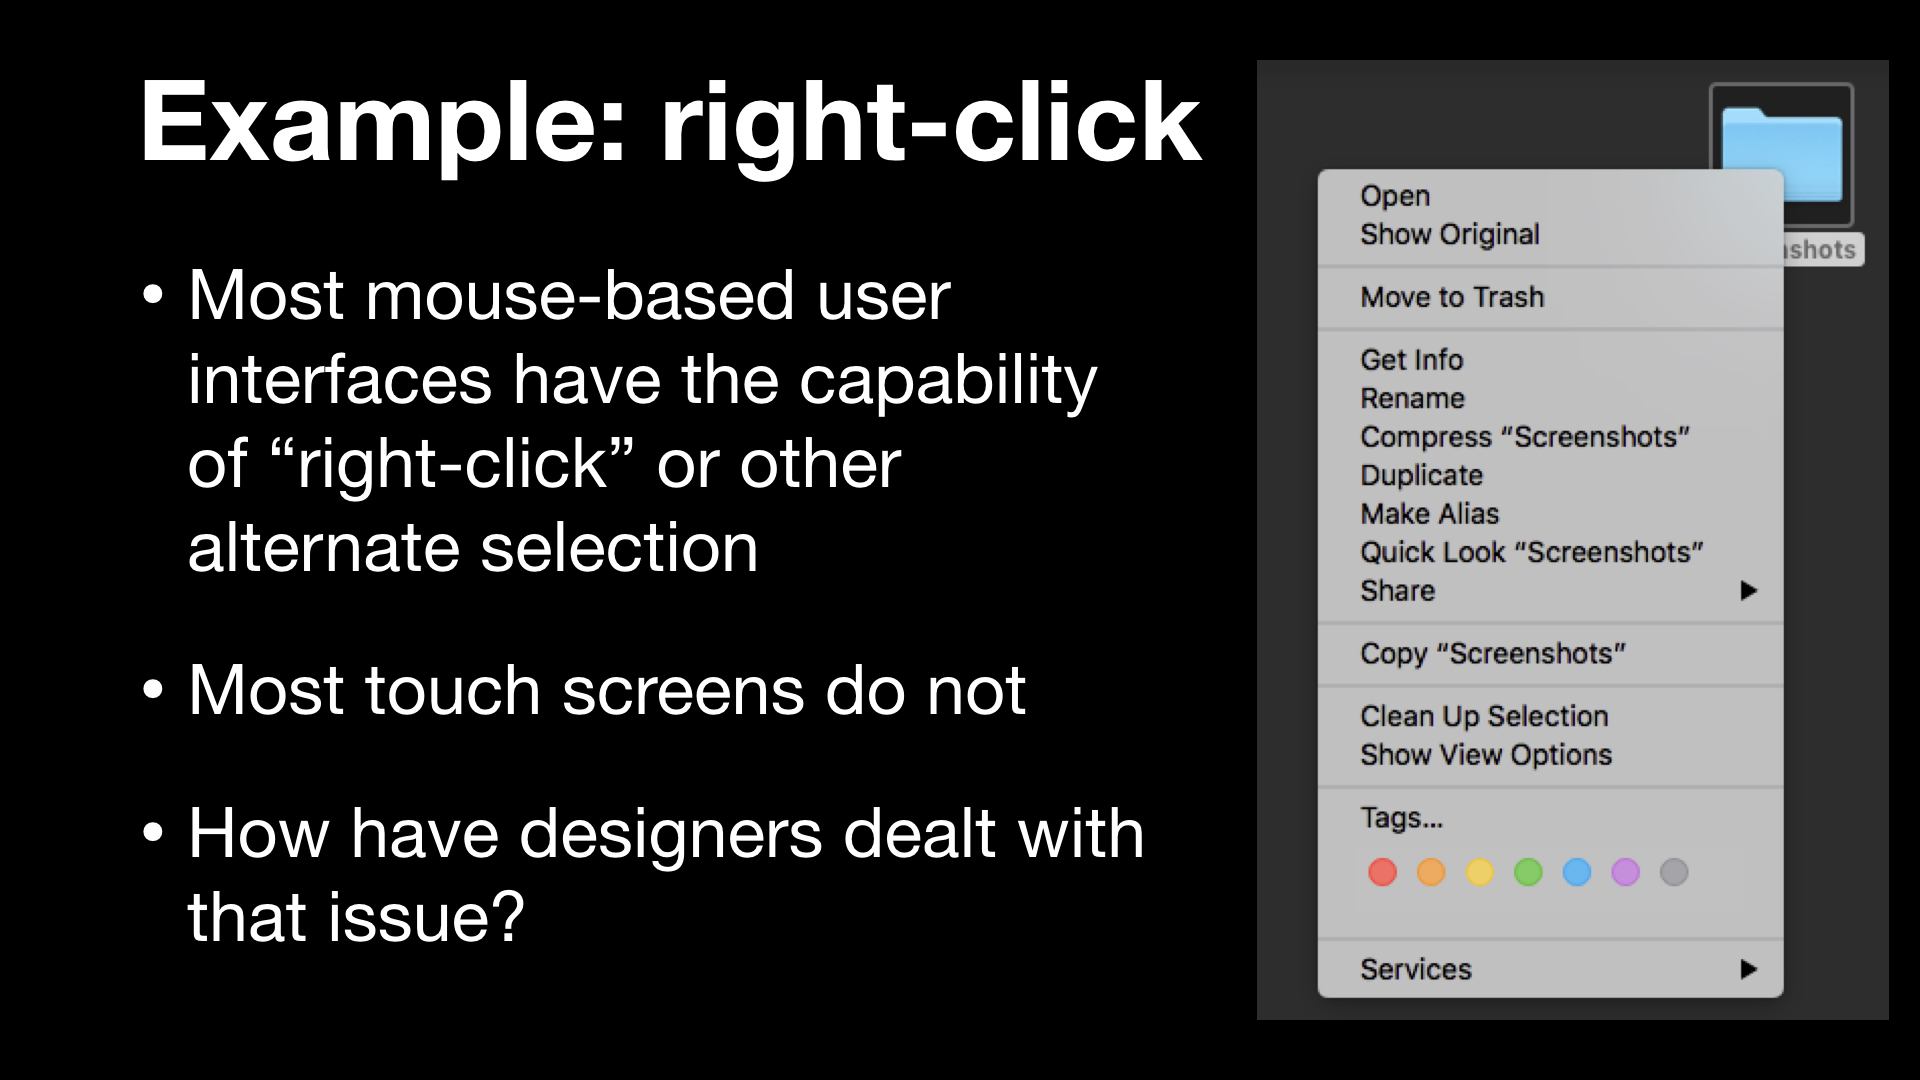 Example: right-click
• Most mouse-based user
interfaces have the capability
of “right-click” or other
alternate selection
• Most touch screens do not
• How have designers dealt with
that issue?
Open
Show Original
Move to Trash
Get Info
Rename
Compress “Screenshots”
Duplicate
Make Alias
Quick Look “Screenshots”
Share
Copy “Screenshots”
Clean Up Selection
Show View Options
Tags...
Services